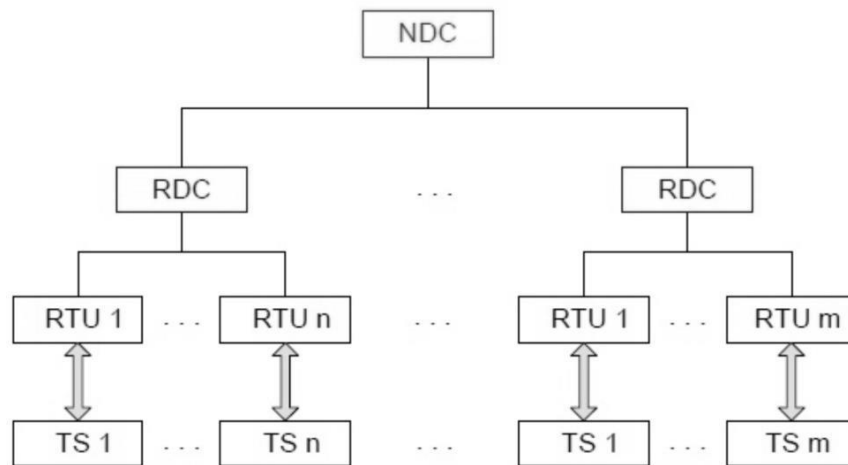 NDC
RDC . . . RDC
RTU 1 . . . RTU n . . . RTU 1 . . . RTU m
TS 1 . . . TS n . . . TS 1 . . . TS m